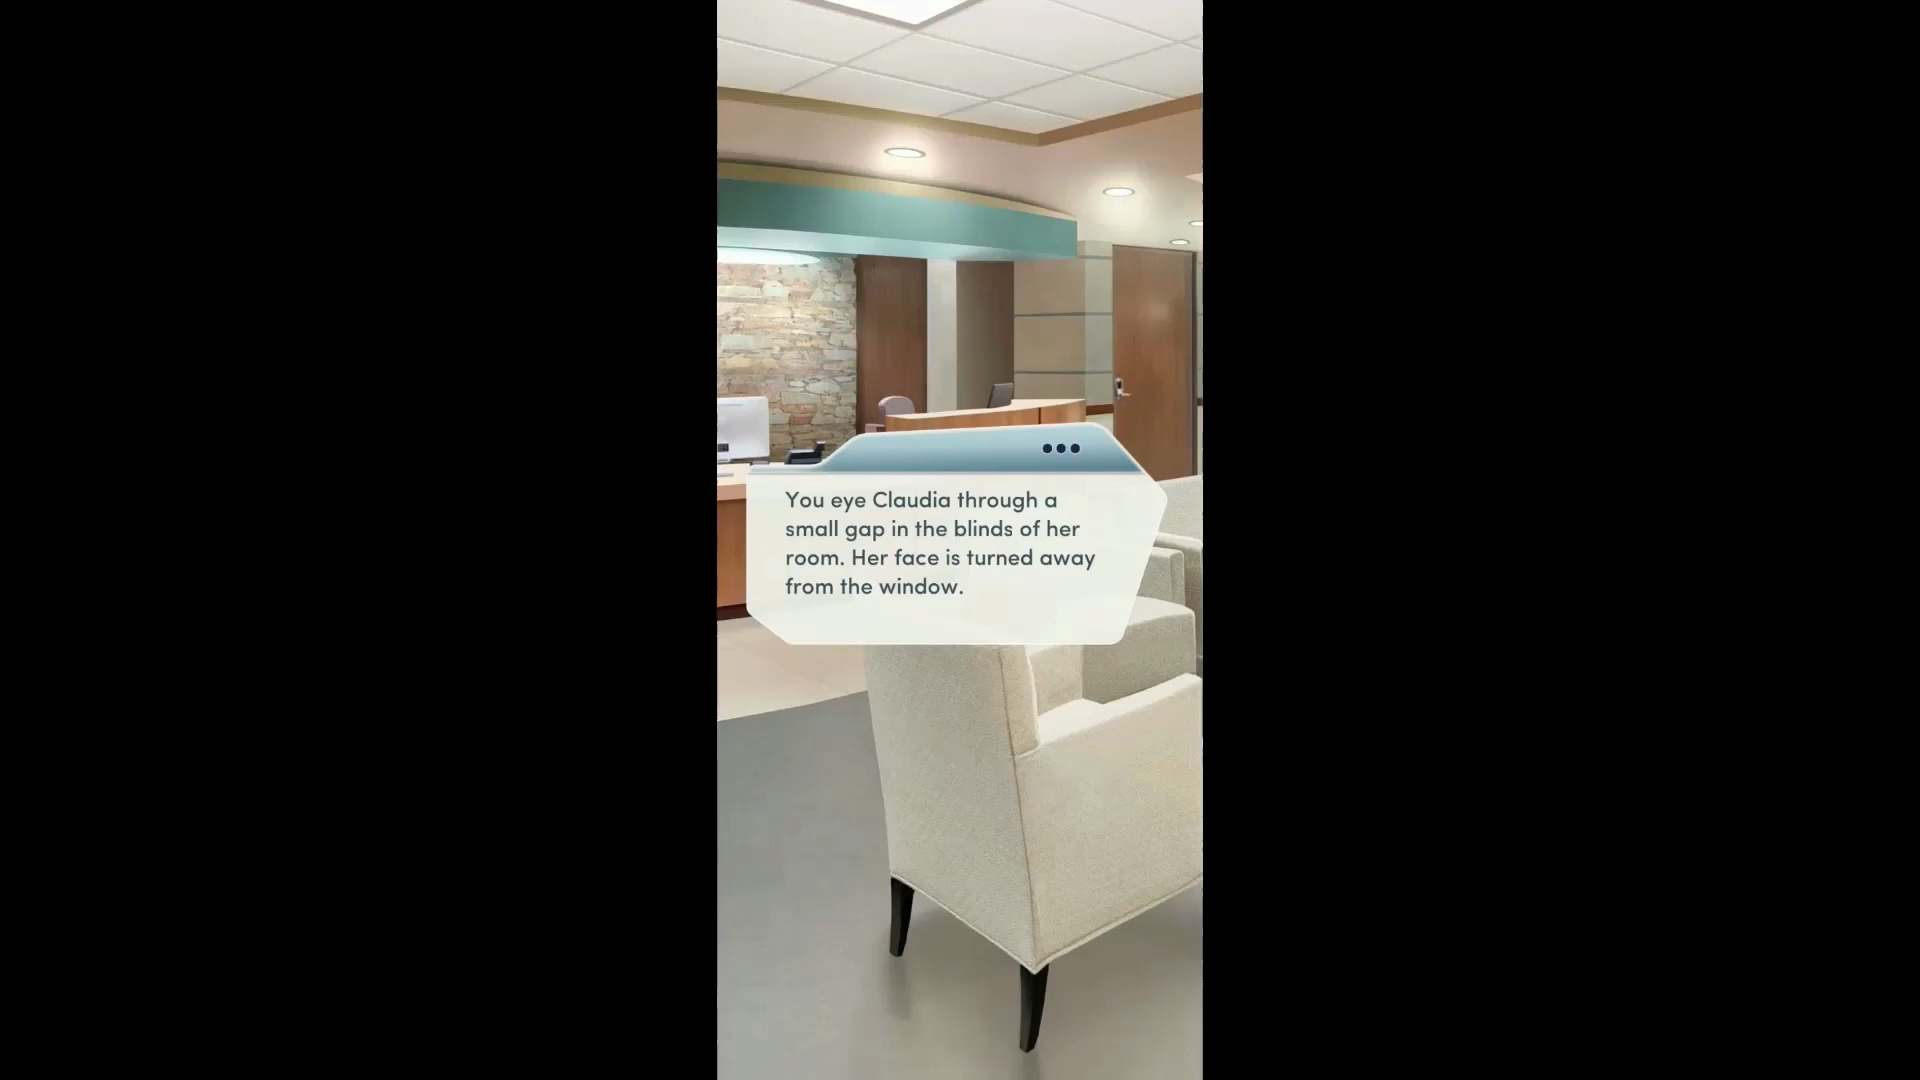 You eye Claudia through a
small gap in the blinds of her
room. Her face is turned away
from the window.